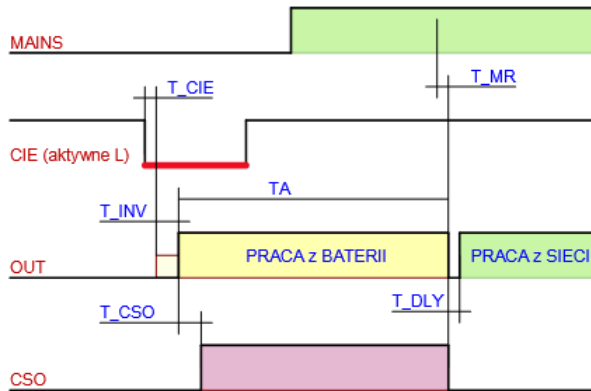 MAINS
T_CIE
T_MR
CIE (aktywne L)
TA
T_INV
PRACA z BATERII
PRACA z SIECI
OUT
T_CSO
T_DLY
CSO